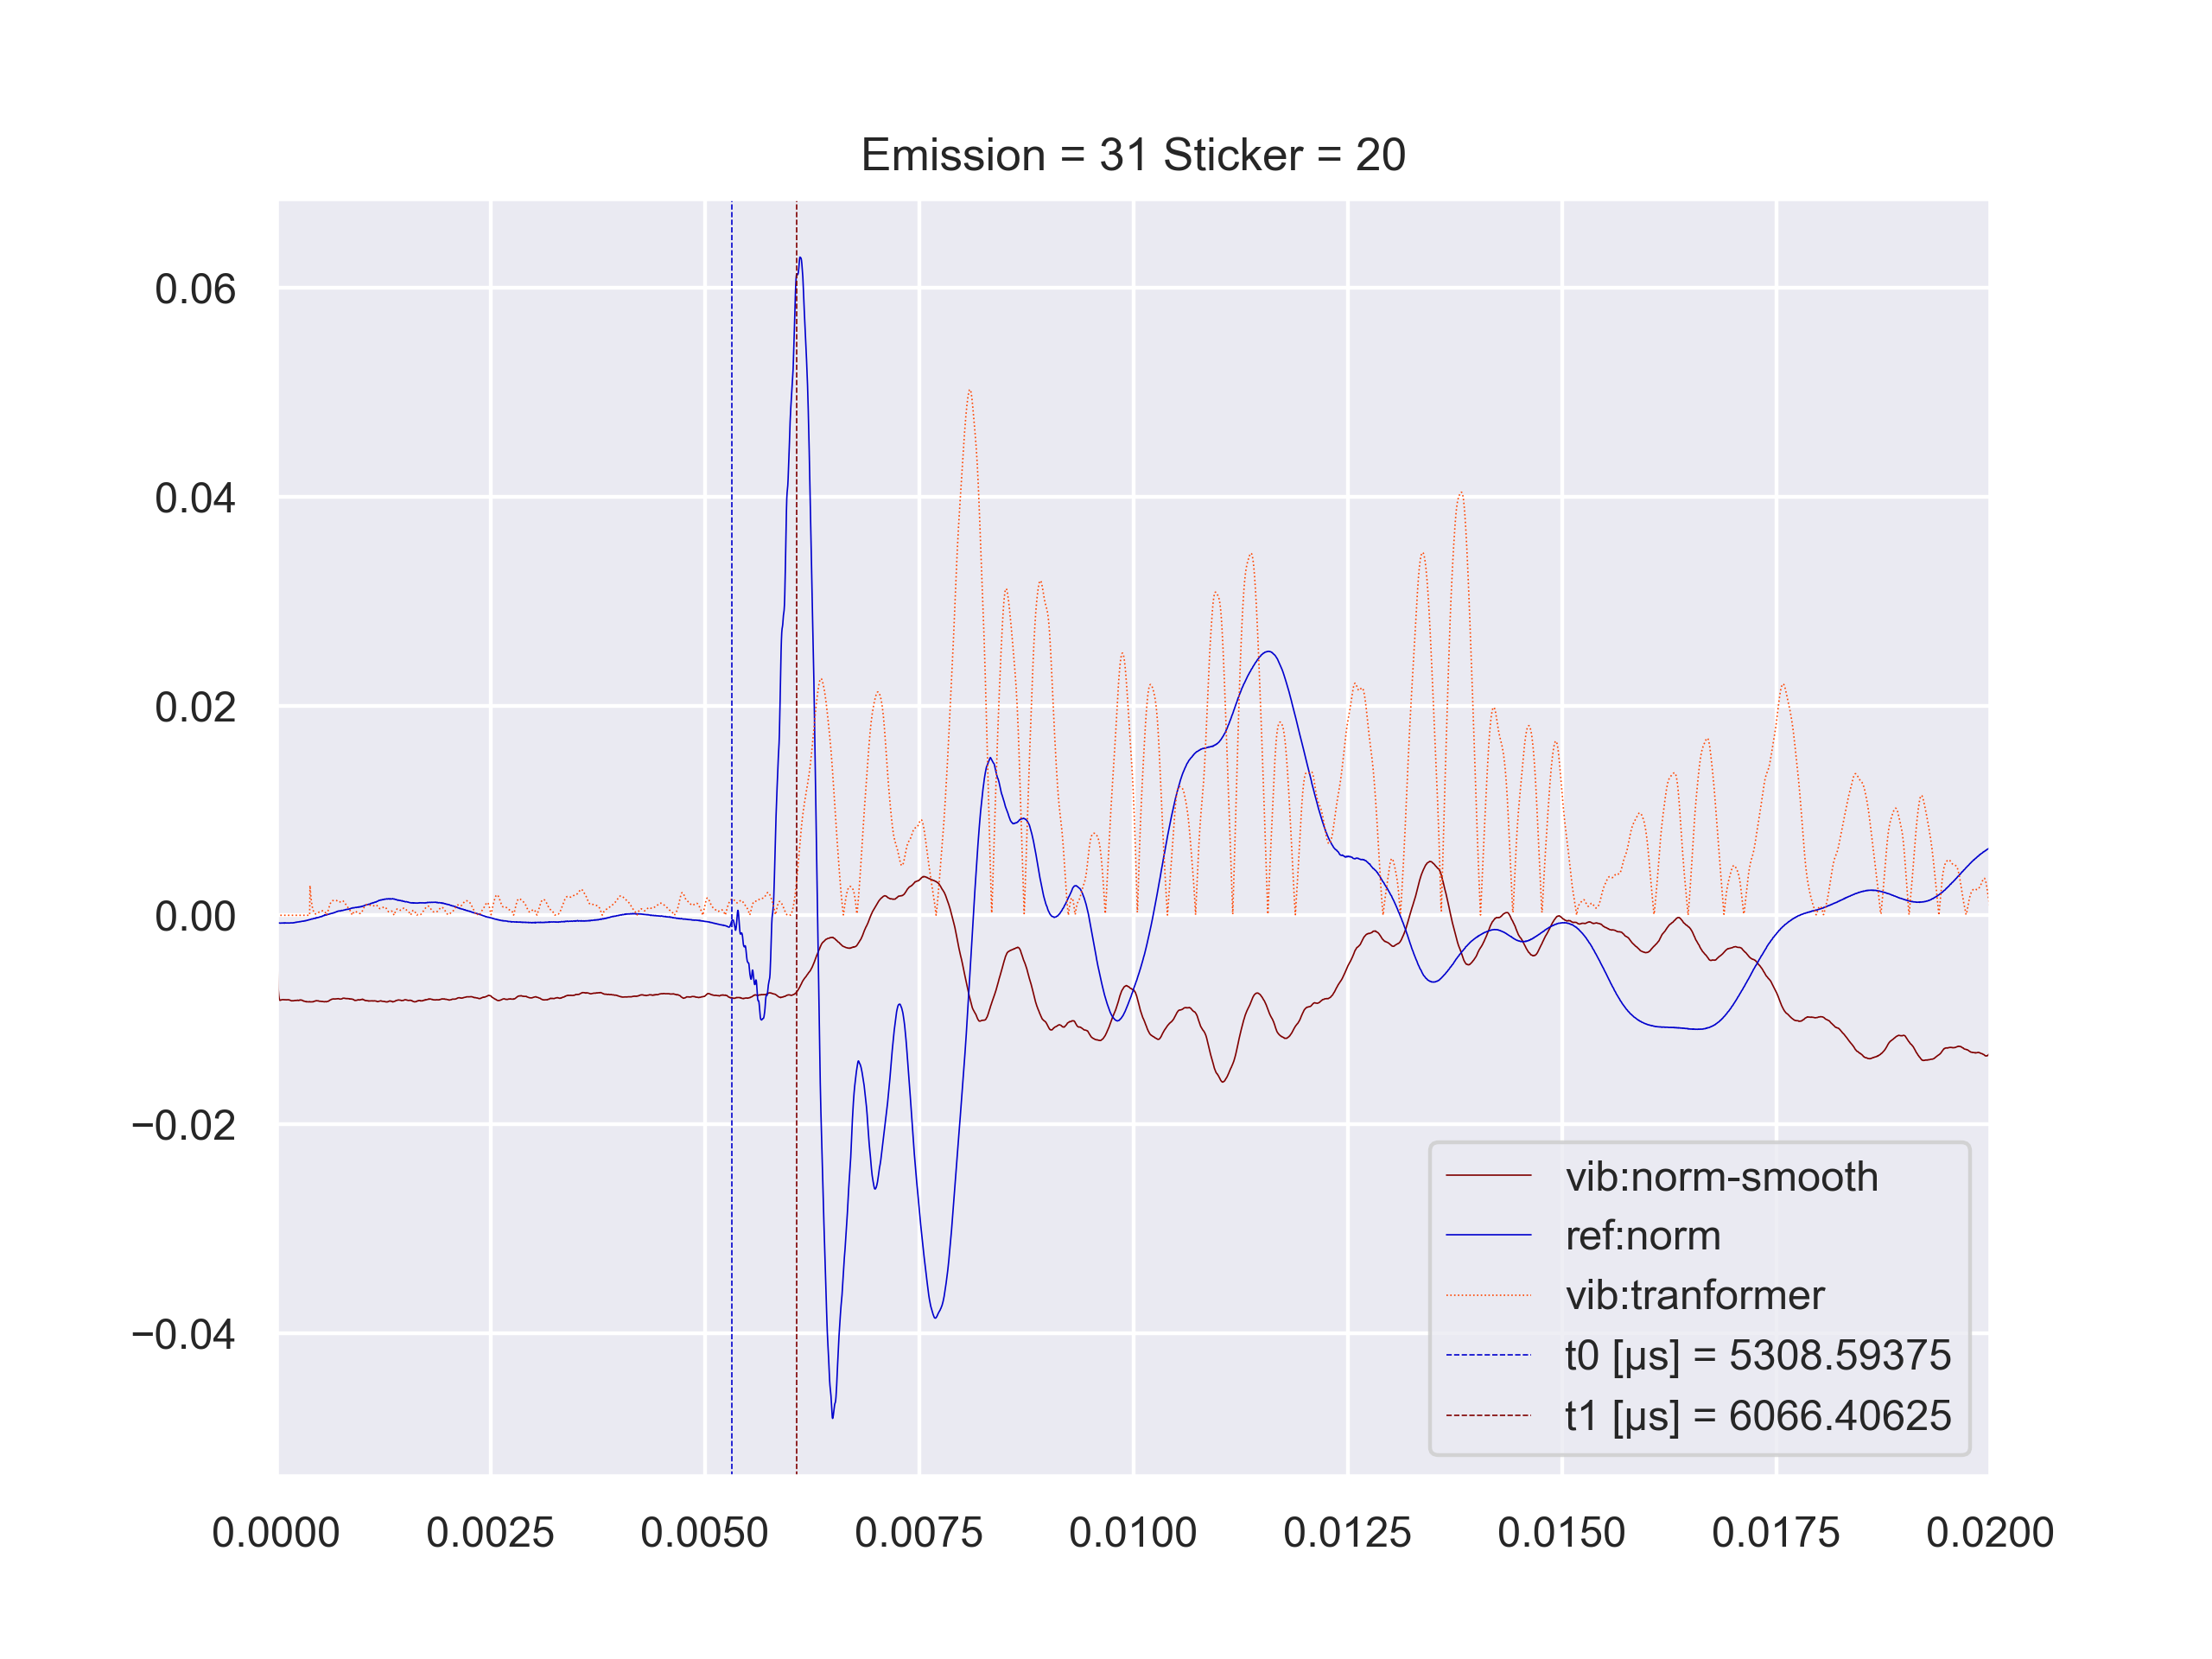 Emission = 31 Sticker = 20
0.06
0.04
0.02
0.00
−0.02
−0.04
vib:norm-smooth
ref:norm
vib:tranformer
t0 [µs] = 5308.59375
t1 [µs] = 6066.40625
0.0000 0.0025 0.0050 0.0075 0.0100 0.0125 0.0150 0.0175 0.0200